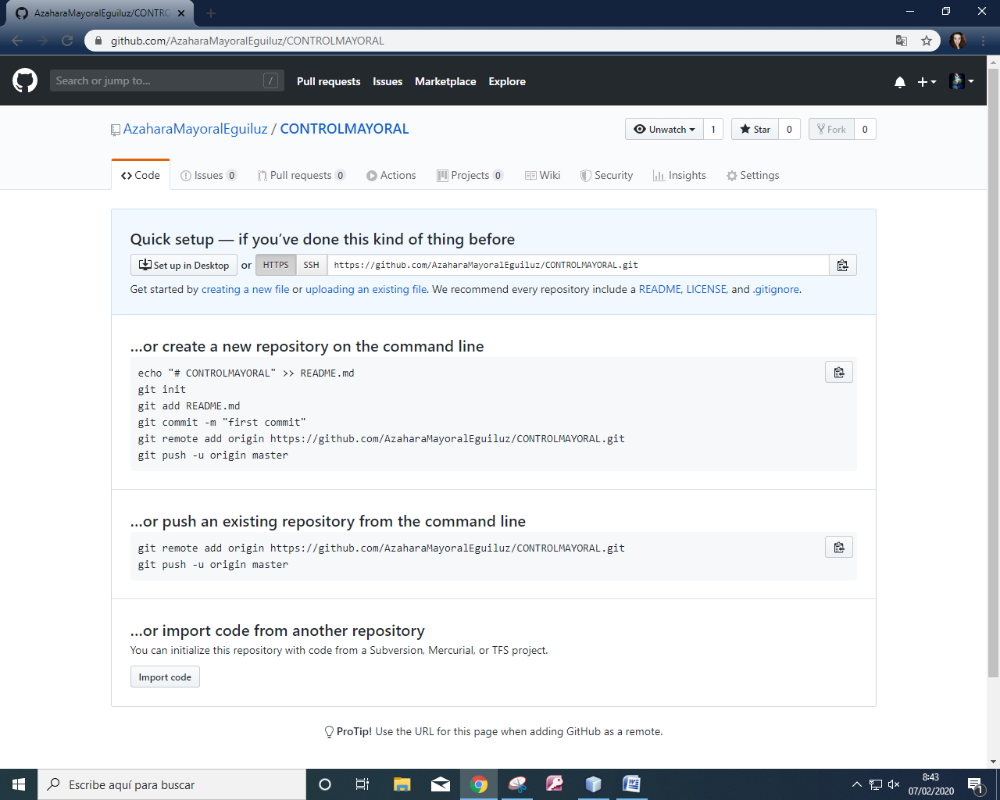 AzaharaMayoralEguiluz/CONTRO
github.com/AzaharaMayoralEguiluz/CONTROLMAYORAL
Search or jump to... /
Pull requests Issues Marketplace Explore
AzaharaMayoralEguiluz / CONTROLMAYORAL
Unwatch 1 Star 0 Fork 0
Code Issues 0 Pull requests 0 Actions Projects 0 Wiki Security Insights Settings
Quick setup — if you’ve done this kind of thing before
Set up in Desktop or HTTPS SSH https://github.com/AzaharaMayoralEguiluz/CONTROLMAYORAL.git
Get started by creating a new file or uploading an existing file. We recommend every repository include a README, LICENSE, and .gitignore.
…or create a new repository on the command line
echo "# CONTROLMAYORAL" >> README.md
git init
git add README.md
git commit -m "first commit"
git remote add origin https://github.com/AzaharaMayoralEguiluz/CONTROLMAYORAL.git
git push -u origin master
…or push an existing repository from the command line
git remote add origin https://github.com/AzaharaMayoralEguiluz/CONTROLMAYORAL.git
git push -u origin master
…or import code from another repository
You can initialize this repository with code from a Subversion, Mercurial, or TFS project.
Import code
ProTip! Use the URL for this page when adding GitHub as a remote.
Escribe aquí para buscar
8:43
07/02/2020
1